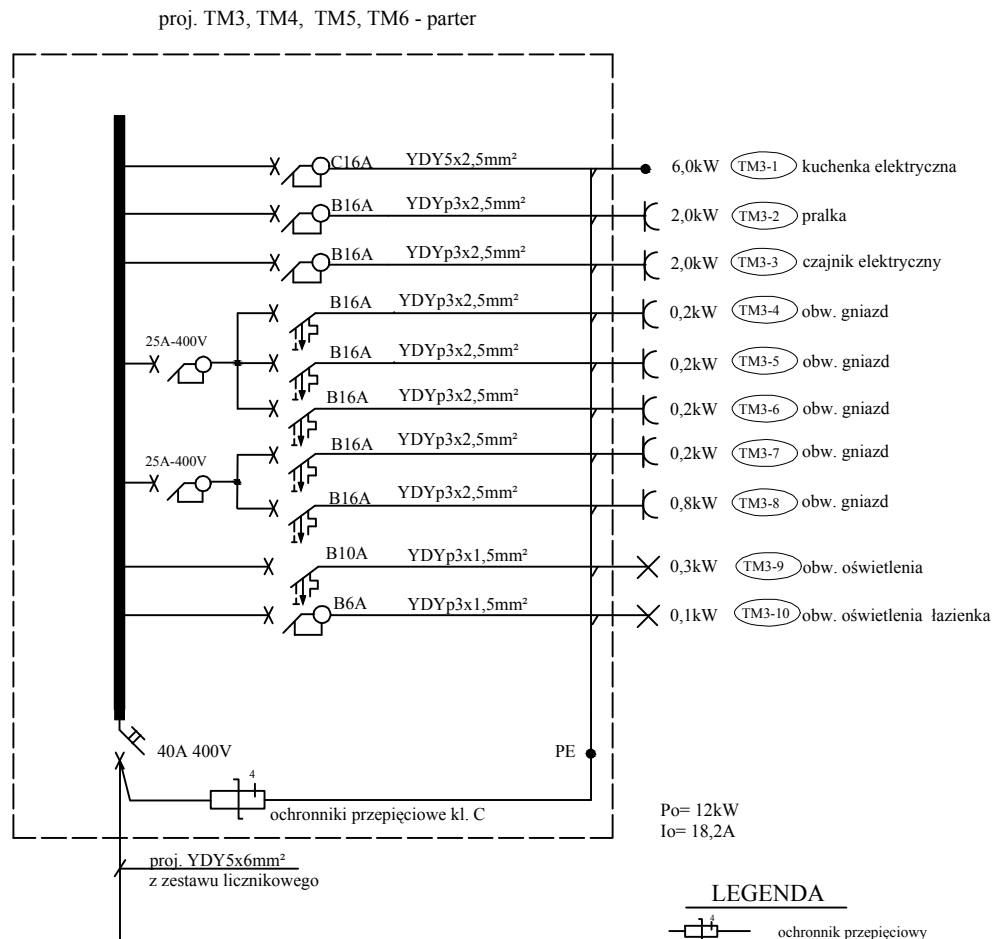 proj. TM3, TM4, TM5, TM6 - parter
C16A YDY5x2,5mm² 6,0kW TM3-1 kuchenka elektryczna
B16A YDYp3x2,5mm² 2,0kW TM3-2 pralka
B16A YDYp3x2,5mm² 2,0kW TM3-3 czajnik elektryczny
B16A YDYp3x2,5mm² 0,2kW TM3-4 obw. gniazd
25A-400V B16A YDYp3x2,5mm² 0,2kW TM3-5 obw. gniazd
B16A YDYp3x2,5mm² 0,2kW TM3-6 obw. gniazd
B16A YDYp3x2,5mm² 0,2kW TM3-7 obw. gniazd
25A-400V B16A YDYp3x2,5mm² 0,8kW TM3-8 obw. gniazd
B10A YDYp3x1,5mm² 0,3kW TM3-9 obw. oświetlenia
B6A YDYp3x1,5mm² 0,1kW TM3-10 obw. oświetlenia łazienka
40A 400V PE
4
ochronniki przepięciowe kl. C
Po= 12kW
Io= 18,2A
proj. YDY5x6mm²
z zestawu licznikowego
LEGENDA
4 ochronnik przepięciowy